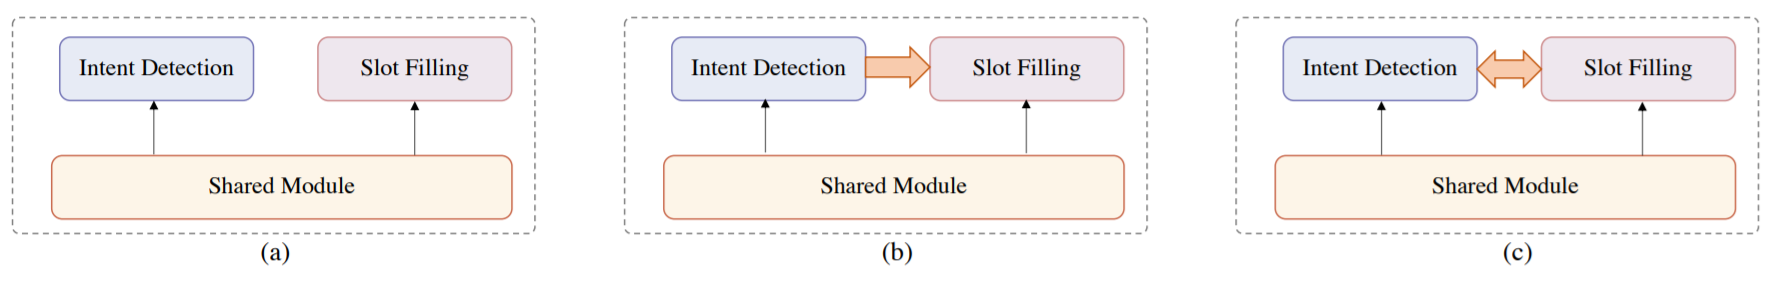 Intent Detection
Slot Filling
Shared Module
(a)
Intent Detection
Slot Filling
Shared Module
(b)
Intent Detection
Slot Filling
Shared Module
(c)